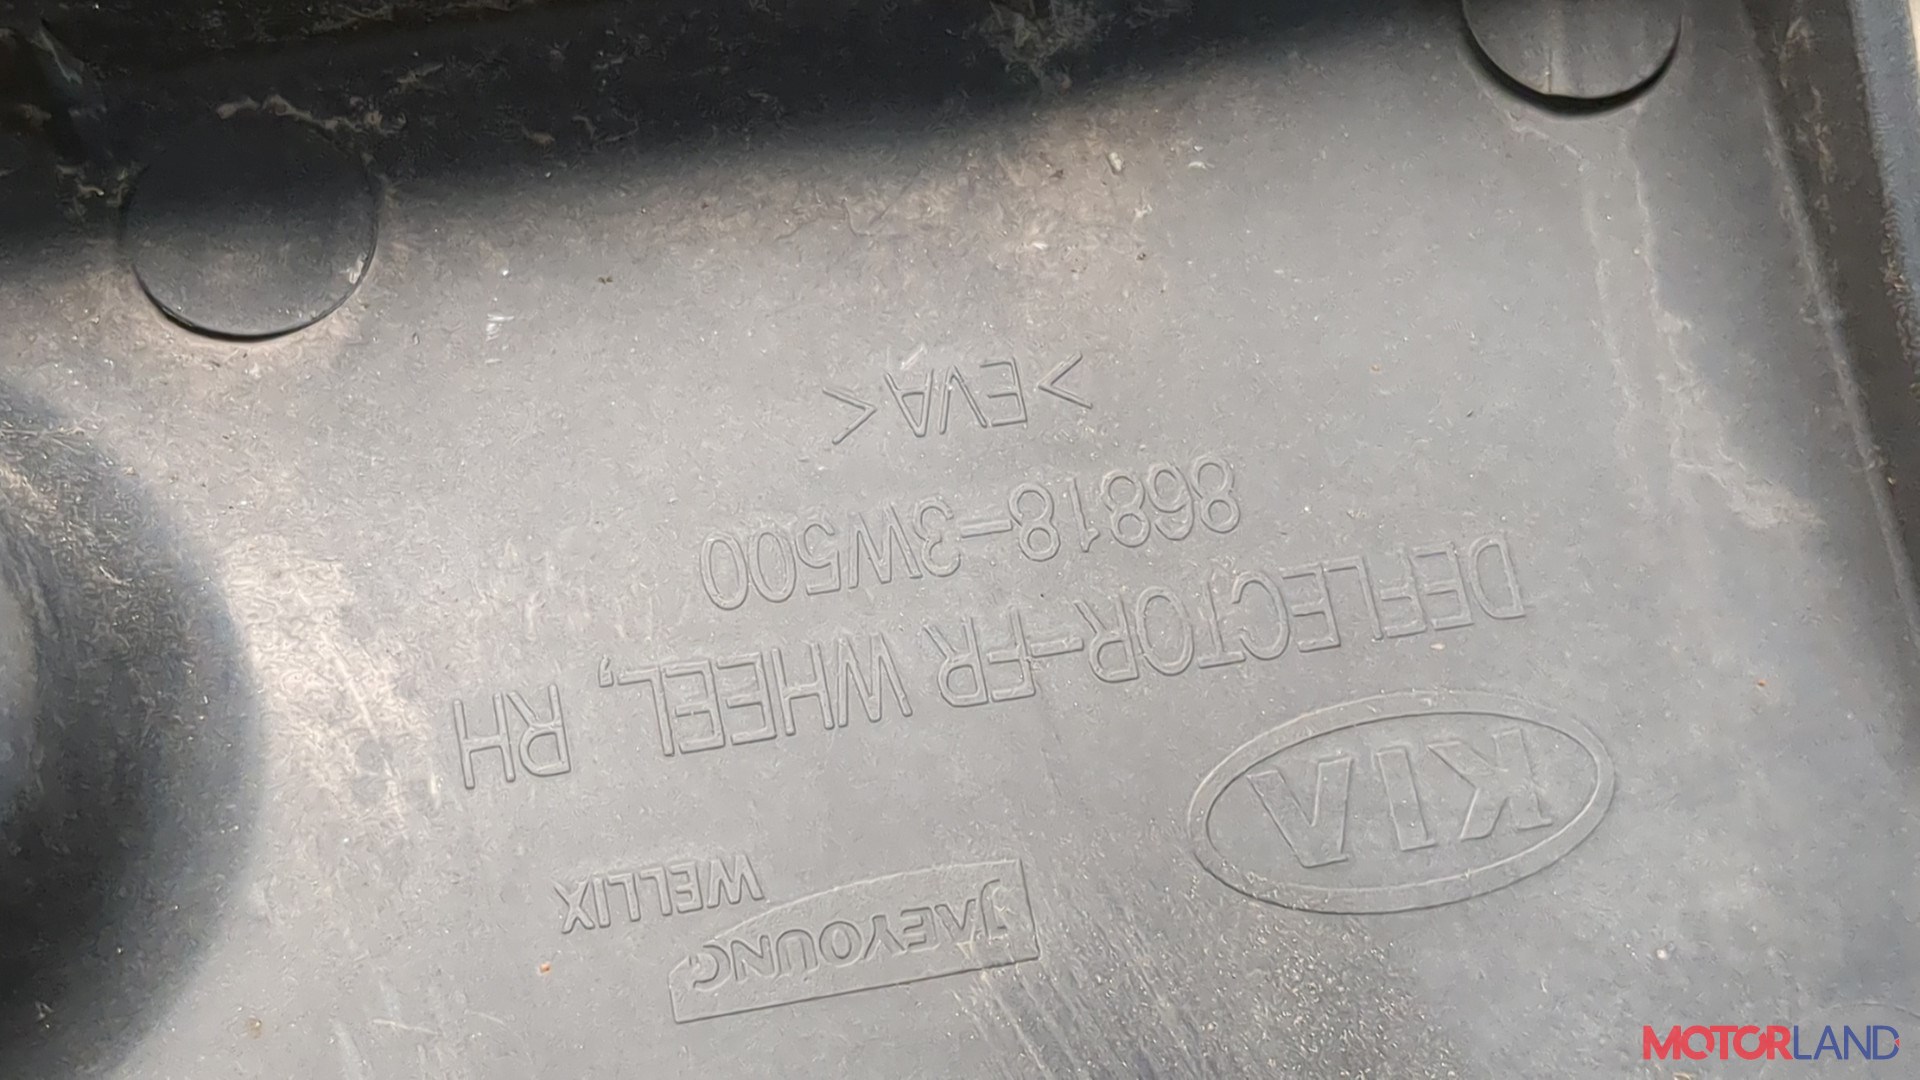 JAEYOUNG
WELLIX
KIA
DEFLECTOR-FR WHEEL, RH
86818-3W500
>EVA<
MOTORLAND